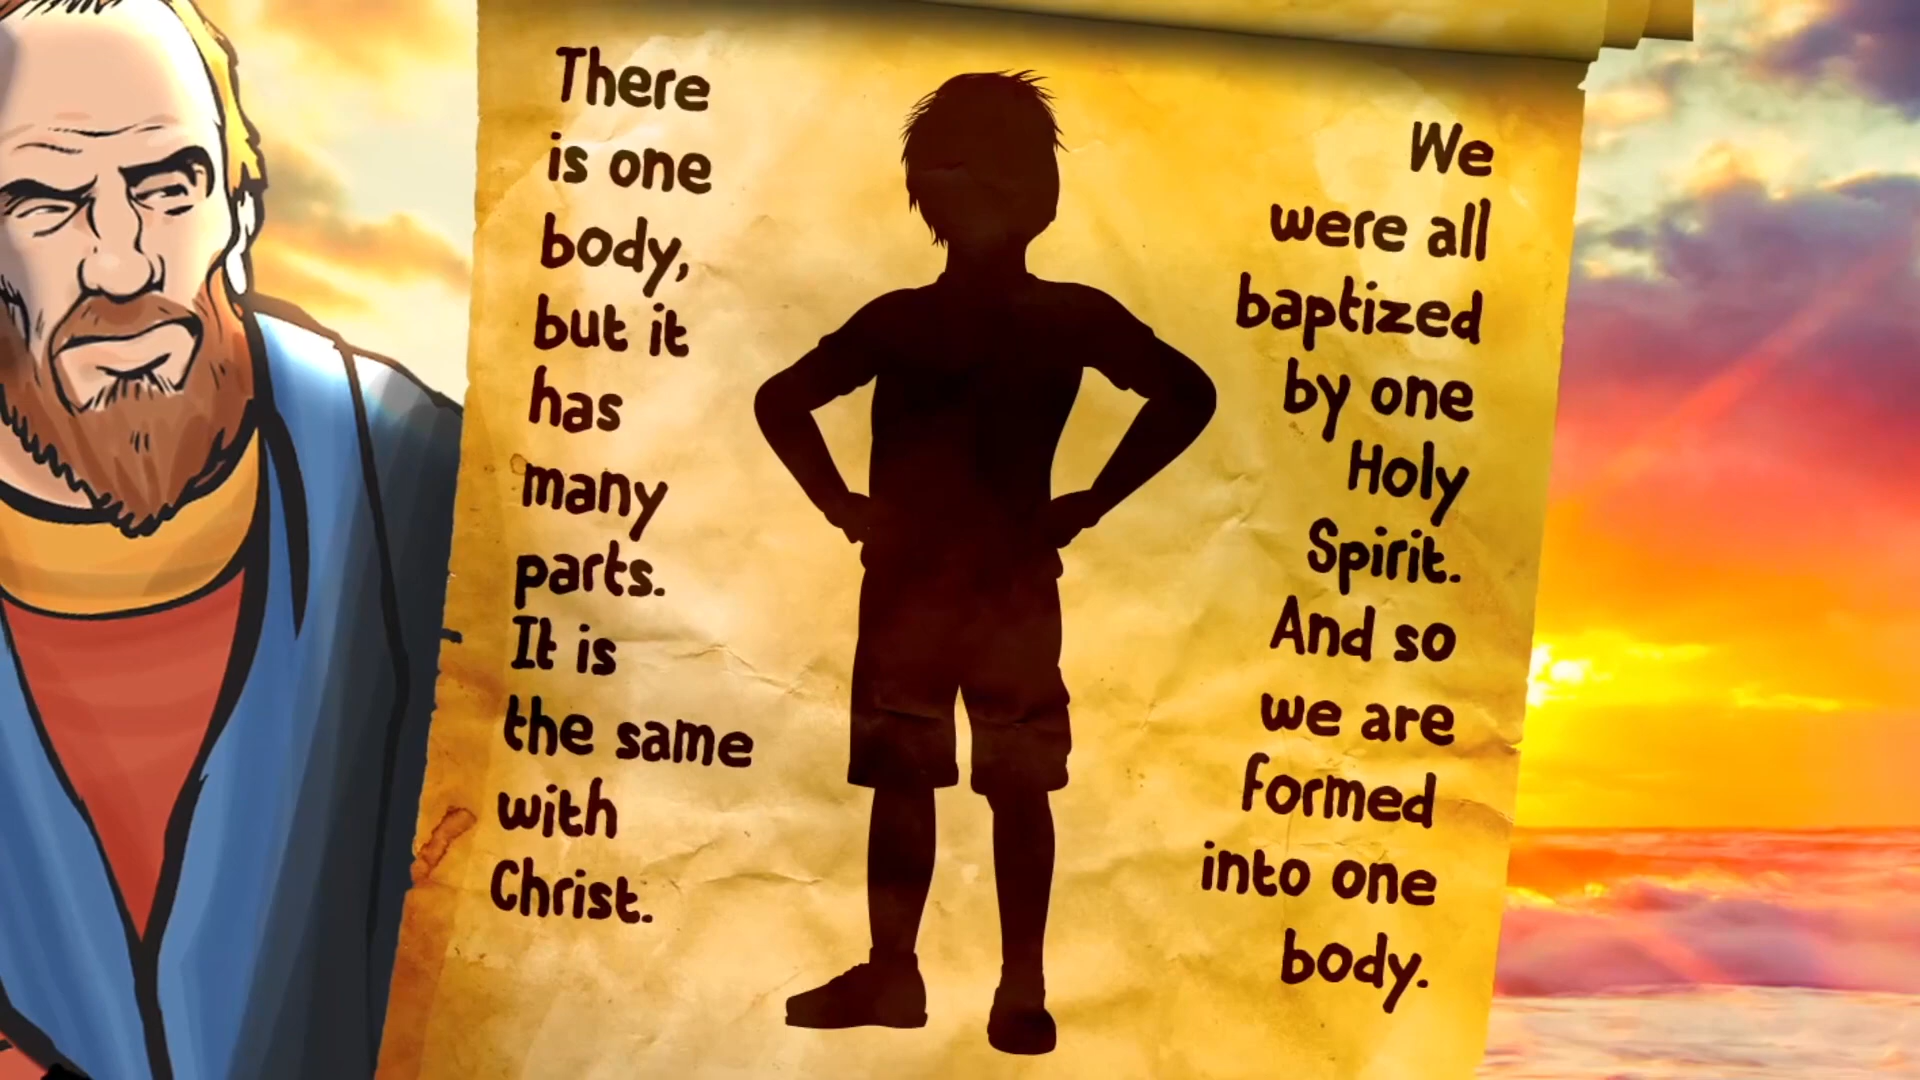 There
is one
body,
but it
has
many
parts.
It is
the same
with
Christ.
We
were all
baptized
by one
Holy
Spirit.
And so
we are
formed
into one
body.